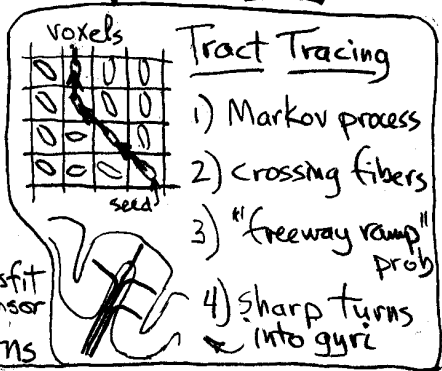 voxels
Tract Tracing
1) Markov process
2) crossing fibers
seed
3) "freeway ramp"
prob
4) sharp turns
into gyri
sfit
nsor
ns